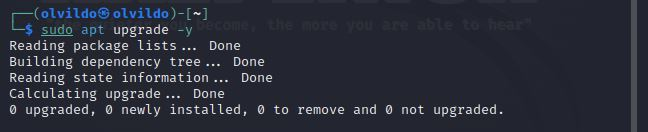 ┌──(olvildo㉿olvildo)-[~]
become, the more you are able to hear"
└─$ sudo apt upgrade -y
Reading package lists... Done
Building dependency tree... Done
Reading state information... Done
Calculating upgrade... Done
0 upgraded, 0 newly installed, 0 to remove and 0 not upgraded.